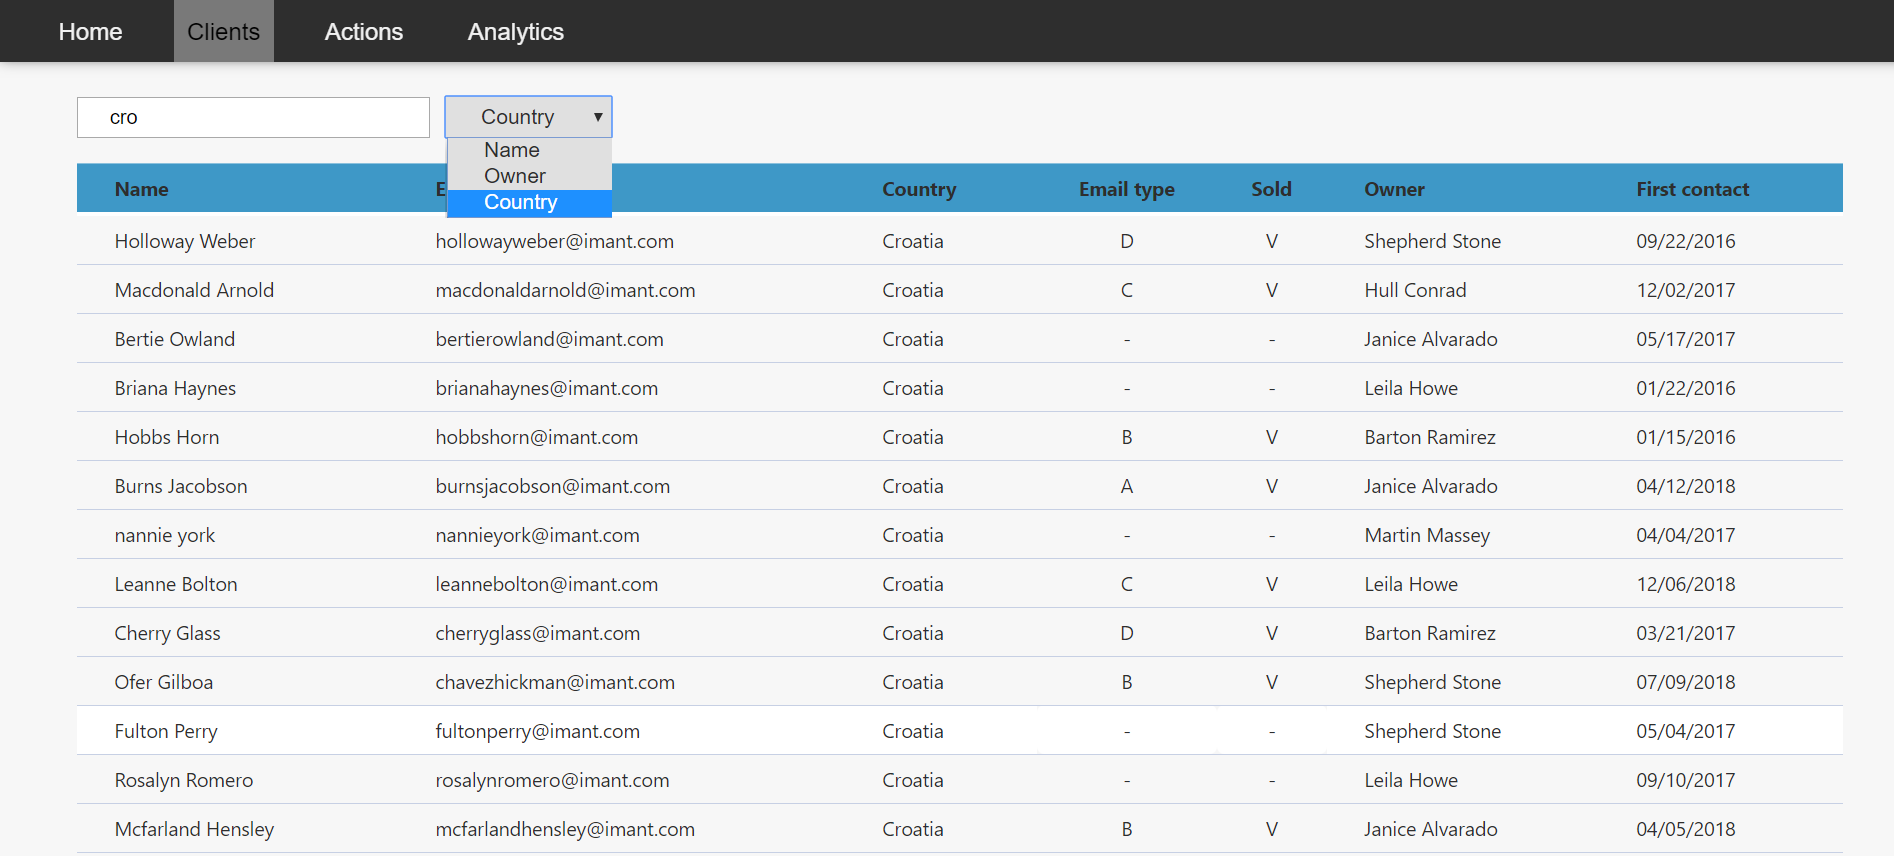 Home Clients Actions Analytics
cro Country ▼
Name
Owner
Country
Name E Country Email type Sold Owner First contact
Holloway Weber hollowayweber@imant.com Croatia D V Shepherd Stone 09/22/2016
Macdonald Arnold macdonaldarnold@imant.com Croatia C V Hull Conrad 12/02/2017
Bertie Owland bertierowland@imant.com Croatia - - Janice Alvarado 05/17/2017
Briana Haynes brianahaynes@imant.com Croatia - - Leila Howe 01/22/2016
Hobbs Horn hobbshorn@imant.com Croatia B V Barton Ramirez 01/15/2016
Burns Jacobson burnsjacobson@imant.com Croatia A V Janice Alvarado 04/12/2018
nannie york nannieyork@imant.com Croatia - - Martin Massey 04/04/2017
Leanne Bolton leannebolton@imant.com Croatia C V Leila Howe 12/06/2018
Cherry Glass cherryglass@imant.com Croatia D V Barton Ramirez 03/21/2017
Ofer Gilboa chavezhickman@imant.com Croatia B V Shepherd Stone 07/09/2018
Fulton Perry fultonperry@imant.com Croatia - - Shepherd Stone 05/04/2017
Rosalyn Romero rosalynromero@imant.com Croatia - - Leila Howe 09/10/2017
Mcfarland Hensley mcfarlandhensley@imant.com Croatia B V Janice Alvarado 04/05/2018